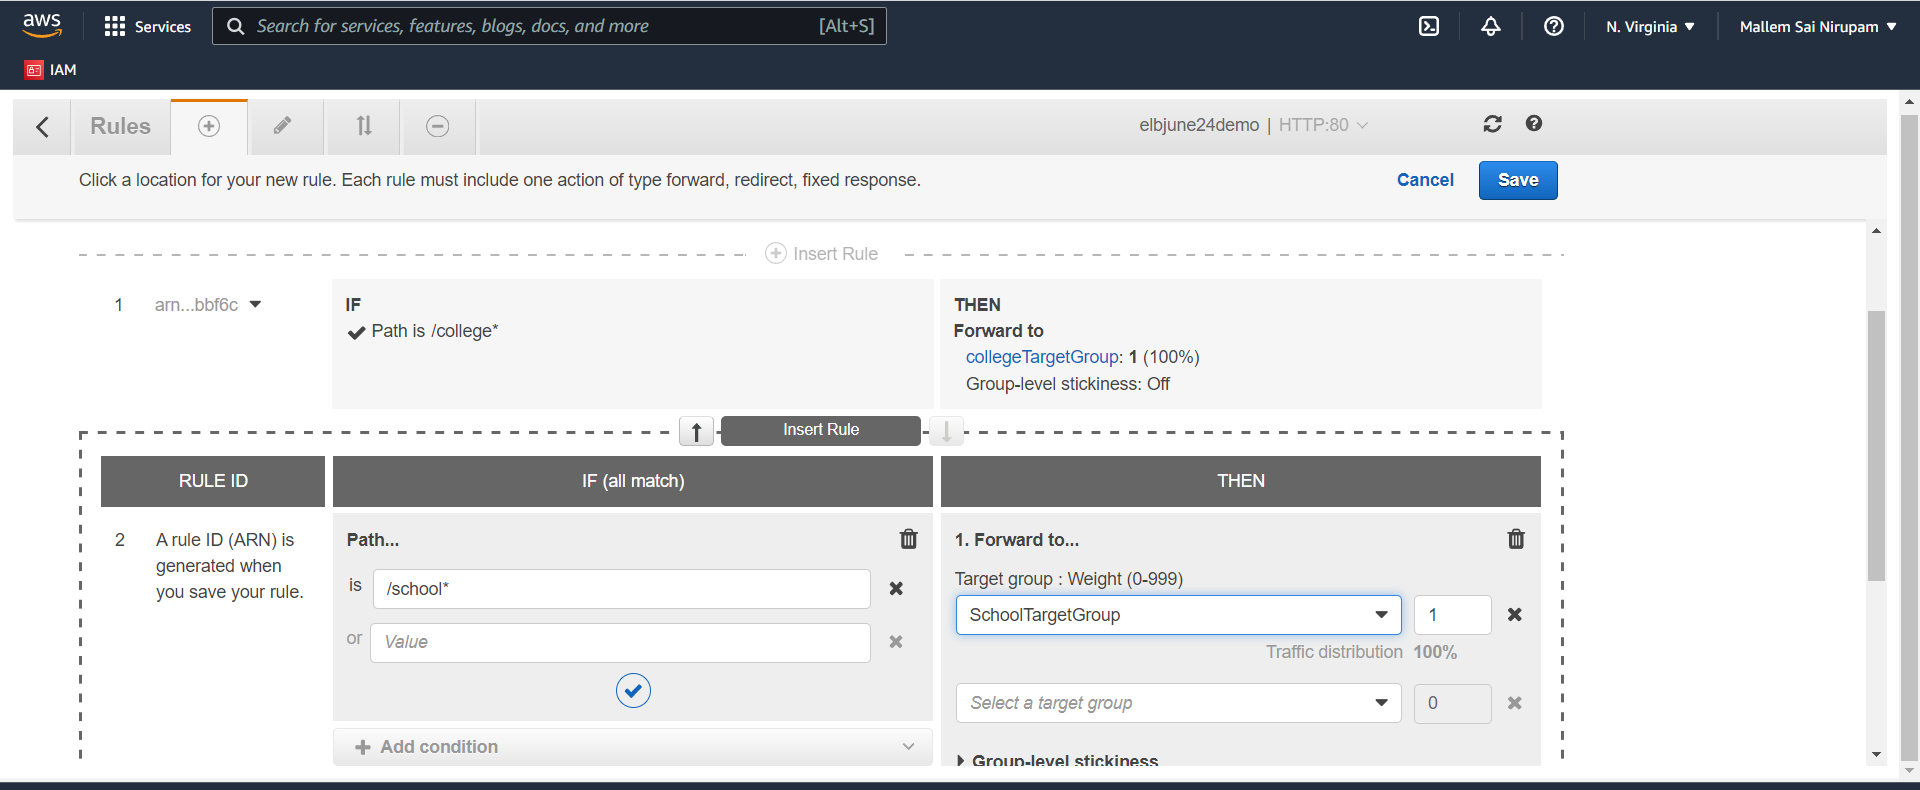 aws
Services
Search for services, features, blogs, docs, and more [Alt+S]
N. Virginia
Mallem Sai Nirupam
IAM
Rules
elbjune24demo | HTTP:80
Click a location for your new rule. Each rule must include one action of type forward, redirect, fixed response.
Cancel Save
Insert Rule
1 arn...bbf6c
IF
Path is /college*
THEN
Forward to
collegeTargetGroup: 1 (100%)
Group-level stickiness: Off
Insert Rule
RULE ID IF (all match) THEN
2 A rule ID (ARN) is
generated when
you save your rule.
Path...
is /school*
or Value
Add condition
1. Forward to...
Target group : Weight (0-999)
SchoolTargetGroup 1
Traffic distribution 100%
Select a target group 0
Group-level stickiness